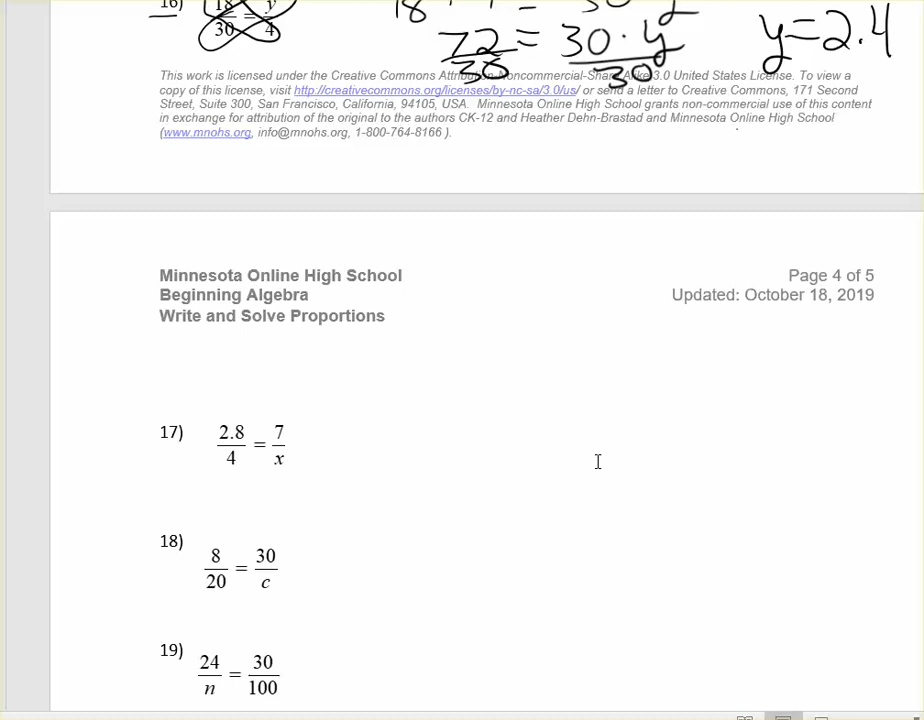 16) 18/30 = y/4 18 =
72/30 = 30 · y/30 y = 2.4
This work is licensed under the Creative Commons Attribution-Noncommercial-Share Alike 3.0 United States License. To view a
copy of this license, visit http://creativecommons.org/licenses/by-nc-sa/3.0/us/ or send a letter to Creative Commons, 171 Second
Street, Suite 300, San Francisco, California, 94105, USA. Minnesota Online High School grants non-commercial use of this content
in exchange for attribution of the original to the authors CK-12 and Heather Dehn-Brastad and Minnesota Online High School
(www.mnohs.org, info@mnohs.org, 1-800-764-8166 ).
Minnesota Online High School Page 4 of 5
Beginning Algebra Updated: October 18, 2019
Write and Solve Proportions
17) 2.8/4 = 7/x
18) 8/20 = 30/c
19) 24/n = 30/100